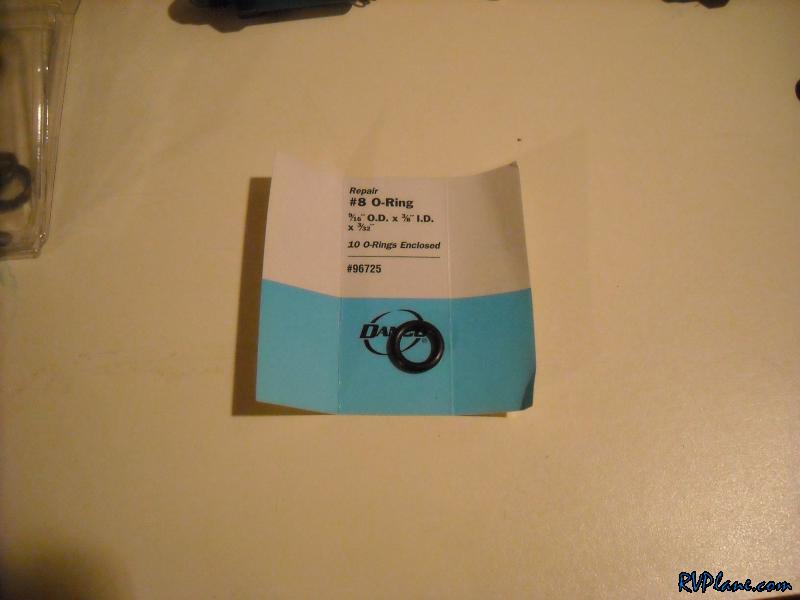 Repair
#8 O-Ring
9/16" O.D. x 3/8" I.D.
x 3/32"
10 O-Rings Enclosed
#96725
®
RVPlane.com